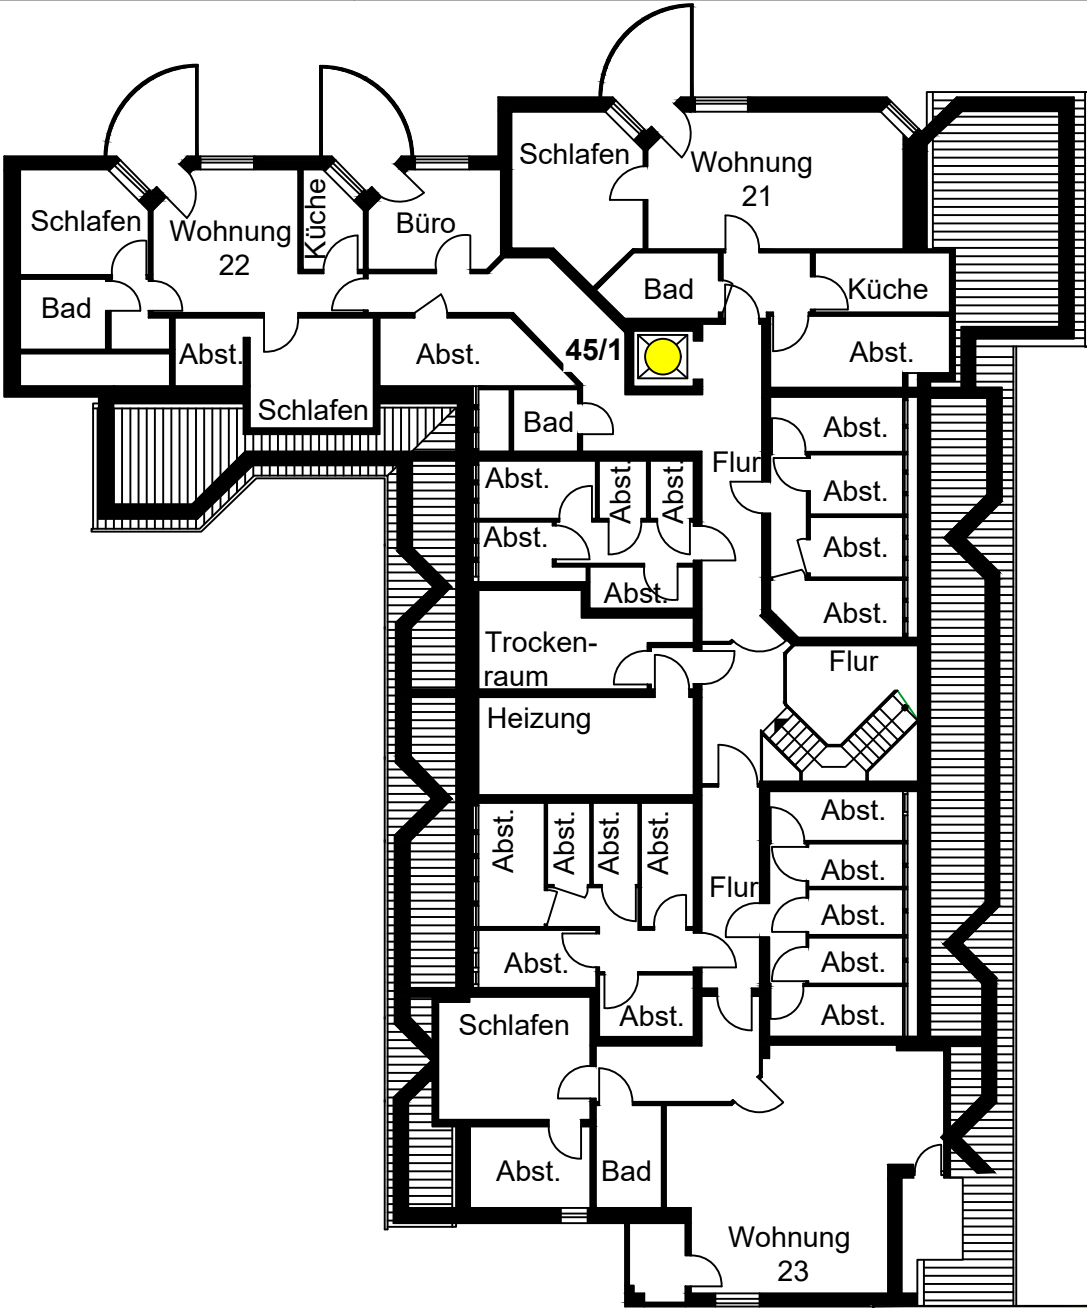 Schlafen
Wohnung
21
Schlafen
Wohnung
22
Küche
Büro
Bad
Bad
Küche
Abst.
Abst.
45/1
Abst.
Schlafen
Bad
Abst.
Flur
Abst.
Abst.
Abst.
Abst.
Abst.
Abst.
Abst.
Abst.
Trocken-
raum
Flur
Heizung
Abst.
Abst.
Abst.
Abst.
Abst.
Abst.
Flur
Abst.
Abst.
Abst.
Abst.
Abst.
Schlafen
Abst.
Bad
Wohnung
23